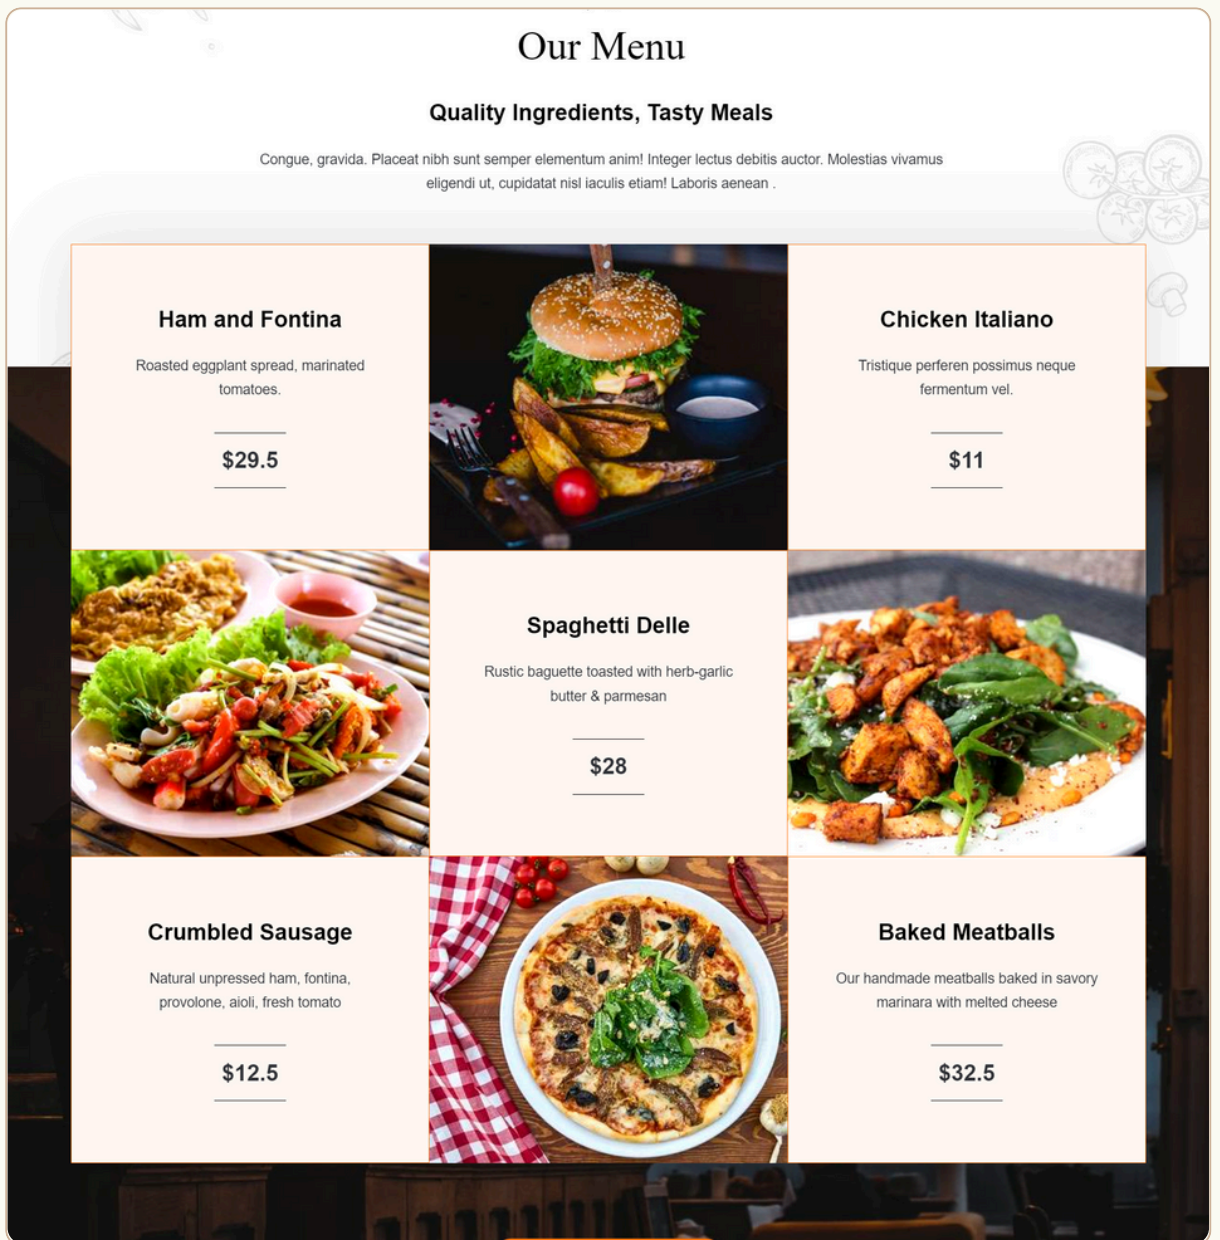 Our Menu
Quality Ingredients, Tasty Meals
Congue, gravida. Placeat nibh sunt semper elementum anim! Integer lectus debitis auctor. Molestias vivamus
eligendi ut, cupidatat nisl iaculis etiam! Laboris aenean .
Ham and Fontina
Roasted eggplant spread, marinated
tomatoes.
$29.5
Chicken Italiano
Tristique perferen possimus neque
fermentum vel.
$11
Spaghetti Delle
Rustic baguette toasted with herb-garlic
butter & parmesan
$28
Crumbled Sausage
Natural unpressed ham, fontina,
provolone, aioli, fresh tomato
$12.5
Baked Meatballs
Our handmade meatballs baked in savory
marinara with melted cheese
$32.5